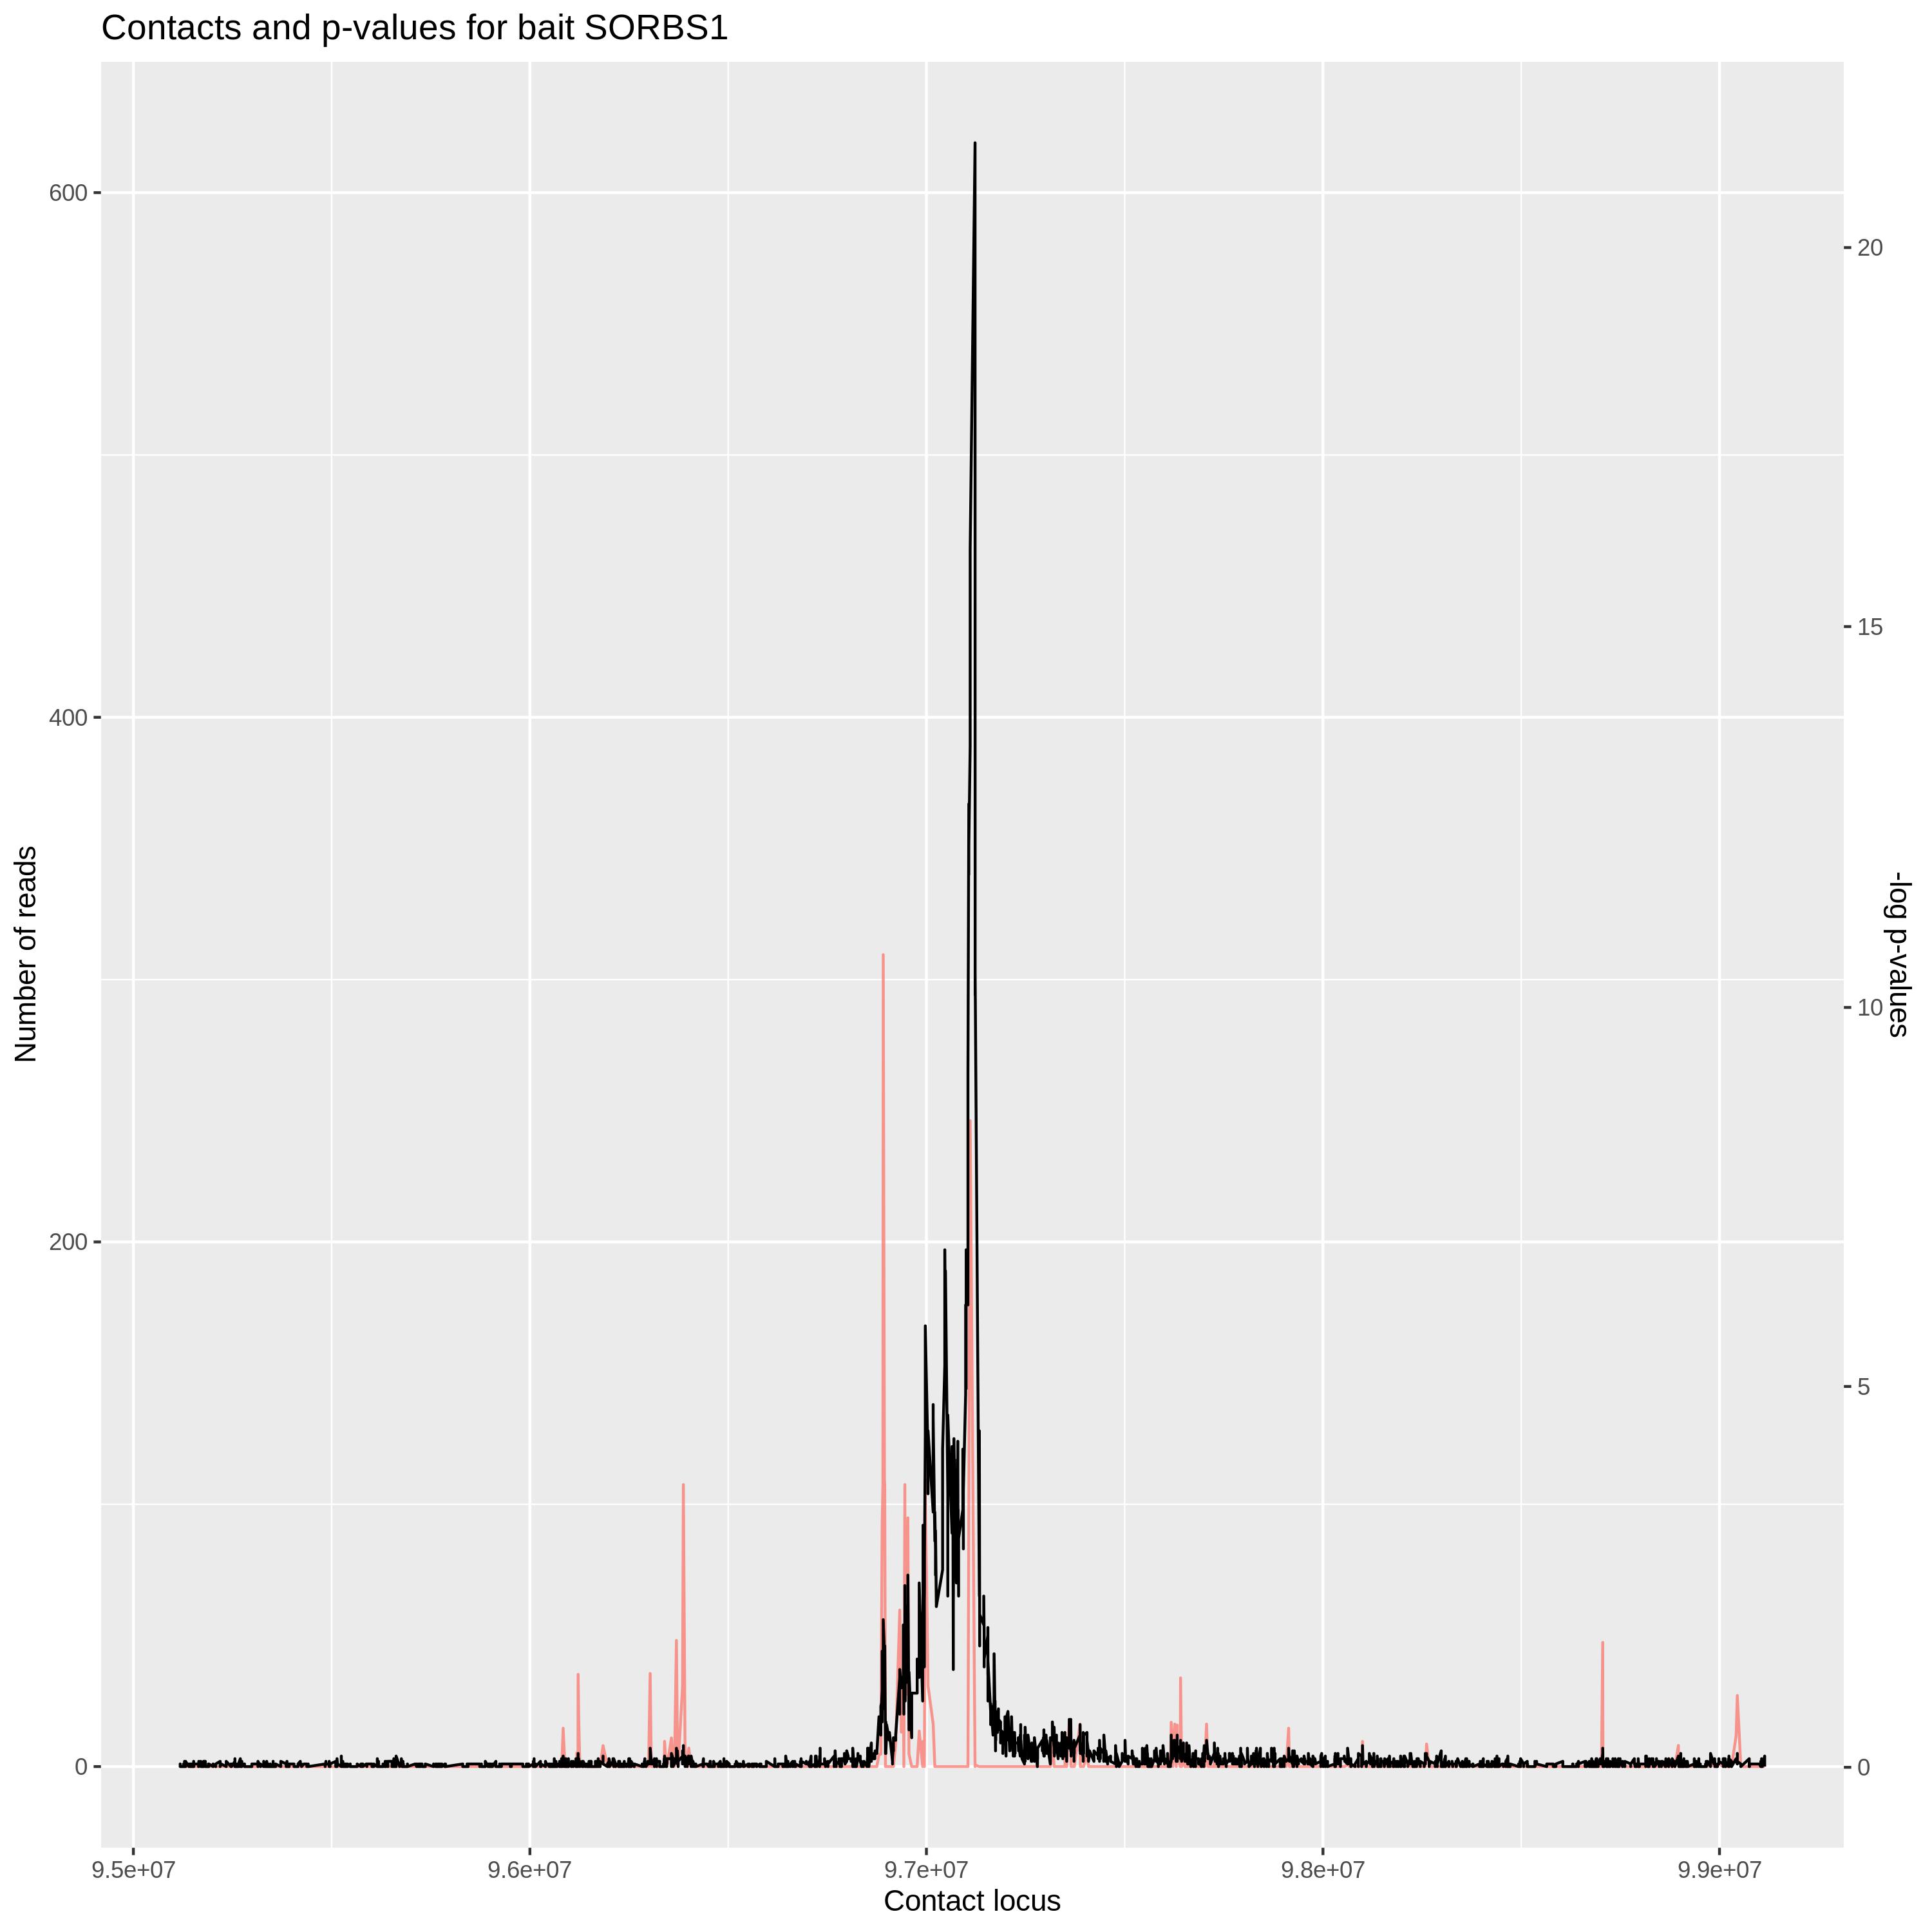 Contacts and p-values for bait SORBS1
Number of reads
600
400
200
0
20
15
10
5
0
-log p-values
9.5e+07
9.6e+07
9.7e+07
9.8e+07
9.9e+07
Contact locus